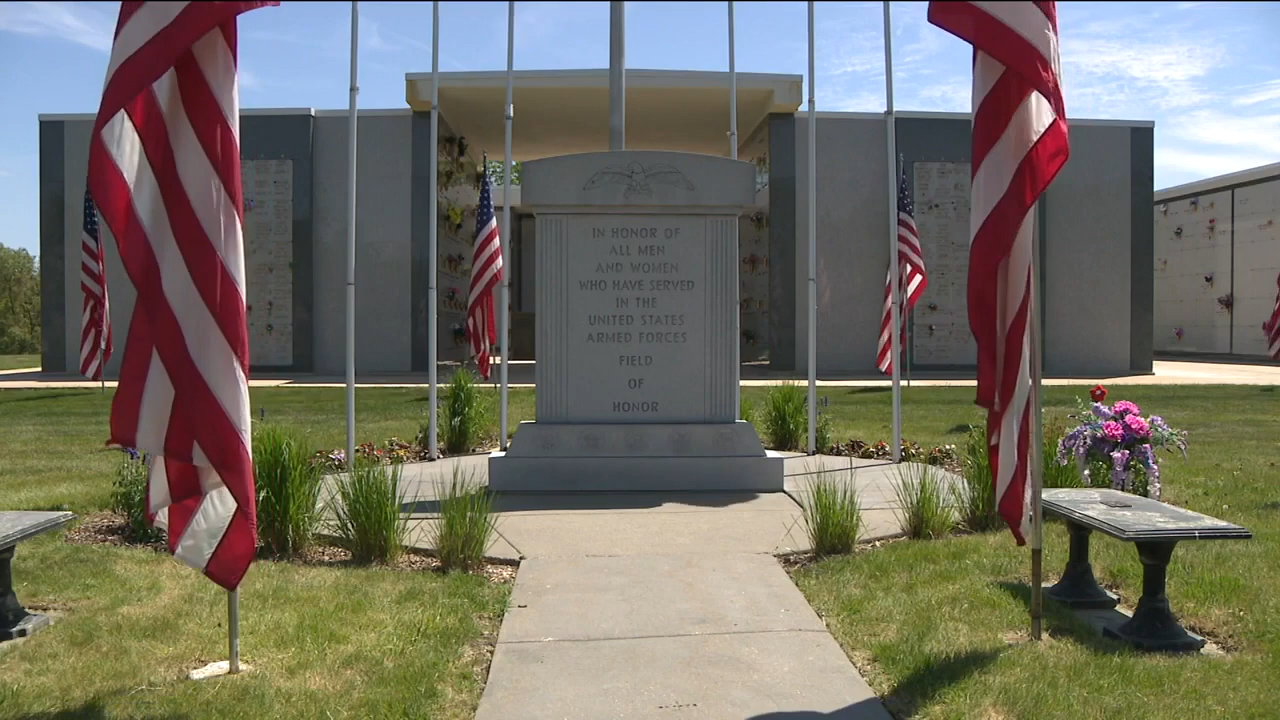 IN HONOR OF
ALL MEN
AND WOMEN
WHO HAVE SERVED
IN THE
UNITED STATES
ARMED FORCES
FIELD
OF
HONOR